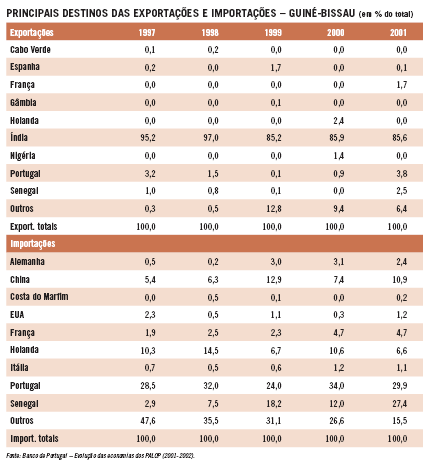 PRINCIPAIS DESTINOS DAS EXPORTAÇÕES E IMPORTAÇÕES – GUINÉ-BISSAU (em % do total)
Exportações 1997 1998 1999 2000 2001
Cabo Verde 0,1 0,2 0,0 0,0 0,0
Espanha 0,2 0,0 1,7 0,0 0,1
França 0,0 0,0 0,0 0,0 1,7
Gâmbia 0,0 0,0 0,1 0,0 0,0
Holanda 0,0 0,0 0,0 2,4 0,0
Índia 95,2 97,0 85,2 85,9 85,6
Nigéria 0,0 0,0 0,0 1,4 0,0
Portugal 3,2 1,5 0,1 0,9 3,8
Senegal 1,0 0,8 0,1 0,0 2,5
Outros 0,3 0,5 12,8 9,4 6,4
Export. totais 100,0 100,0 100,0 100,0 100,0
Importações
Alemanha 0,5 0,2 3,0 3,1 2,4
China 5,4 6,3 12,9 7,4 10,9
Costa do Marfim 0,0 0,5 0,1 0,0 0,2
EUA 2,3 0,5 1,1 0,3 1,2
França 1,9 2,5 2,3 4,7 4,7
Holanda 10,3 14,5 6,7 10,6 6,6
Itália 0,7 0,5 0,6 1,2 1,1
Portugal 28,5 32,0 24,0 34,0 29,9
Senegal 2,9 7,5 18,2 12,0 27,4
Outros 47,6 35,5 31,1 26,6 15,5
Import. totais 100,0 100,0 100,0 100,0 100,0
Fonte: Banco de Portugal – Evolução das economias dos PALOP (2001-2002).